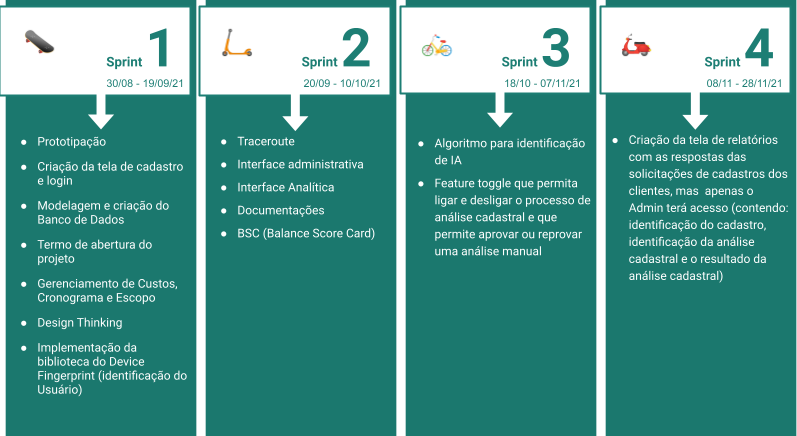 Sprint 1
30/08 - 19/09/21
● Prototipação
● Criação da tela de cadastro
e login
● Modelagem e criação do
Banco de Dados
● Termo de abertura do
projeto
● Gerenciamento de Custos,
Cronograma e Escopo
● Design Thinking
● Implementação da
biblioteca do Device
Fingerprint (identificação do
Usuário)
Sprint 2
20/09 - 10/10/21
● Traceroute
● Interface administrativa
● Interface Analítica
● Documentações
● BSC (Balance Score Card)
Sprint 3
18/10 - 07/11/21
● Algoritmo para identificação
de IA
● Feature toggle que permita
ligar e desligar o processo de
análise cadastral e que
permite aprovar ou reprovar
uma análise manual
Sprint 4
08/11 - 28/11/21
● Criação da tela de relatórios
com as respostas das
solicitações de cadastros dos
clientes, mas apenas o
Admin terá acesso (contendo:
identificação do cadastro,
identificação da análise
cadastral e o resultado da
análise cadastral)